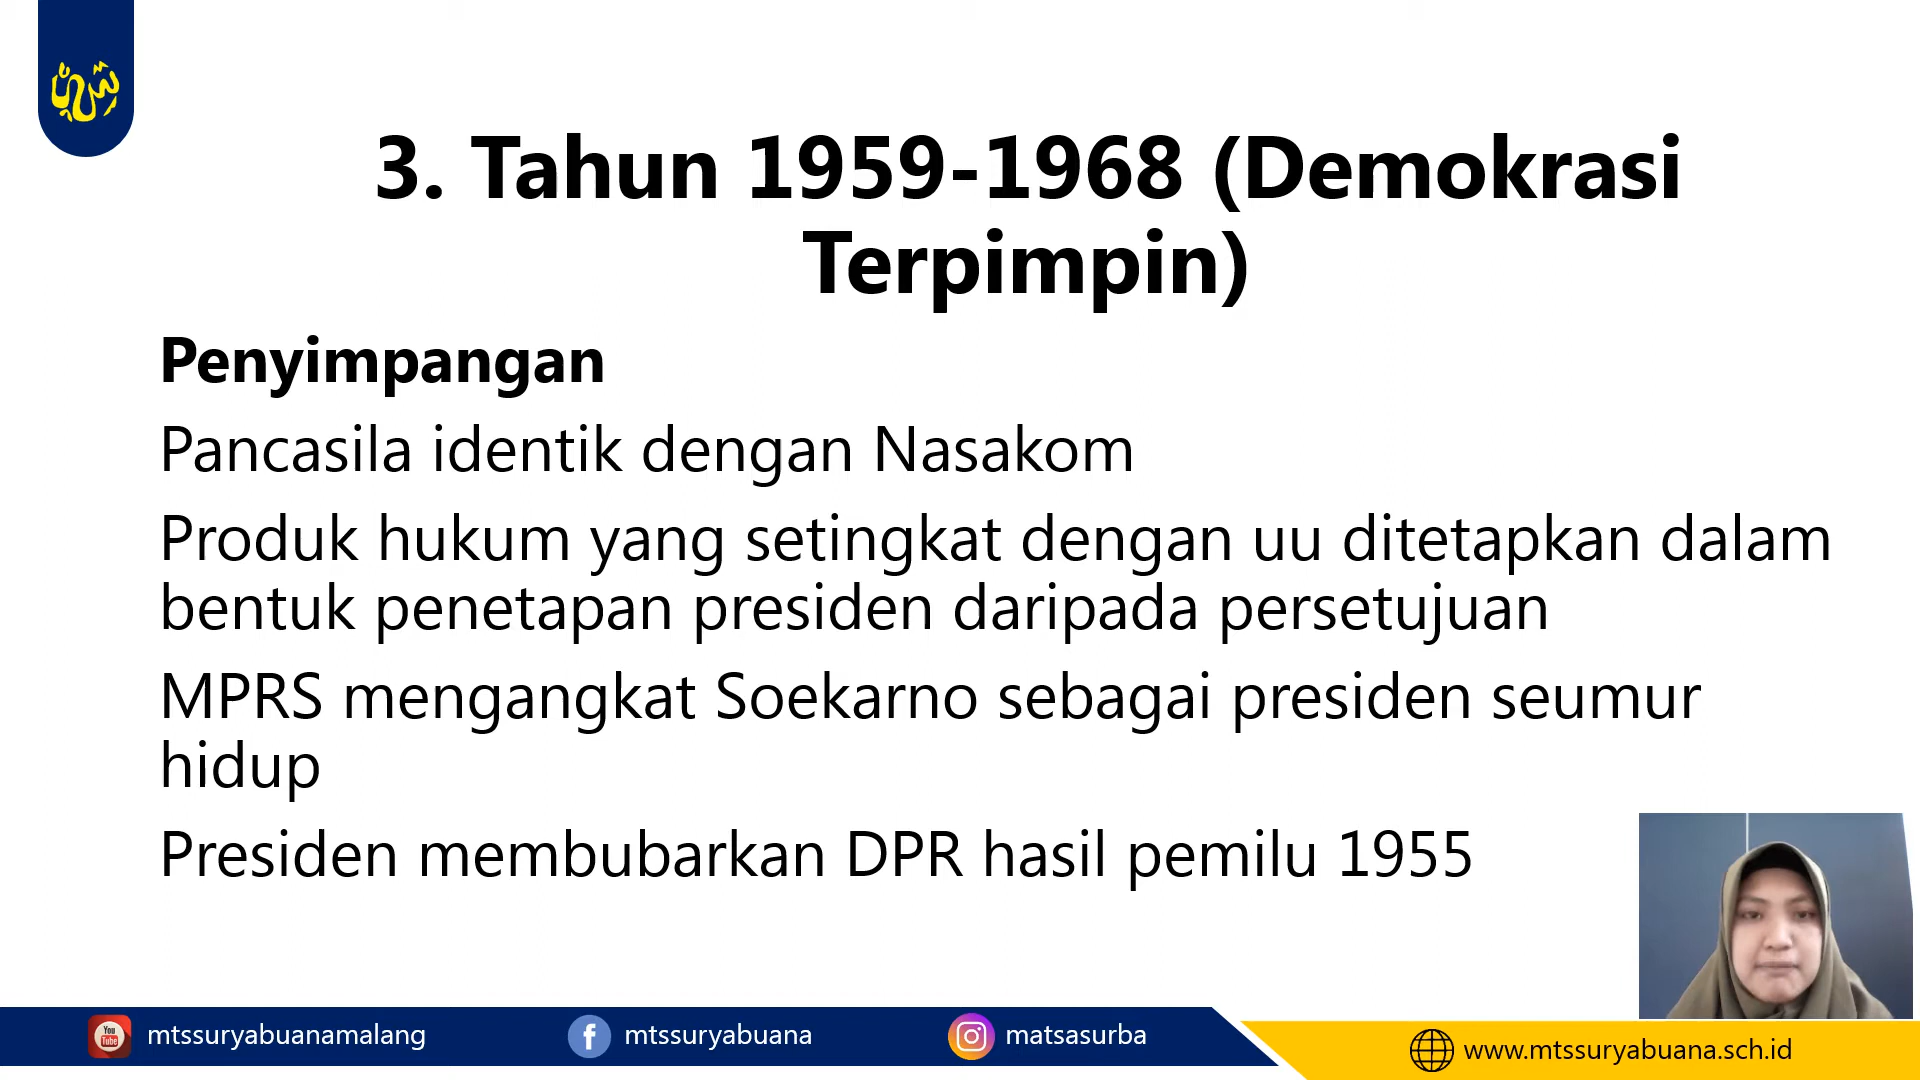 3. Tahun 1959-1968 (Demokrasi
Terpimpin)
Penyimpangan
Pancasila identik dengan Nasakom
Produk hukum yang setingkat dengan uu ditetapkan dalam
bentuk penetapan presiden daripada persetujuan
MPRS mengangkat Soekarno sebagai presiden seumur
hidup
Presiden membubarkan DPR hasil pemilu 1955
You
Tube
mtssuryabuanamalang
mtssuryabuana
matsasurba
www.mtssuryabuana.sch.id